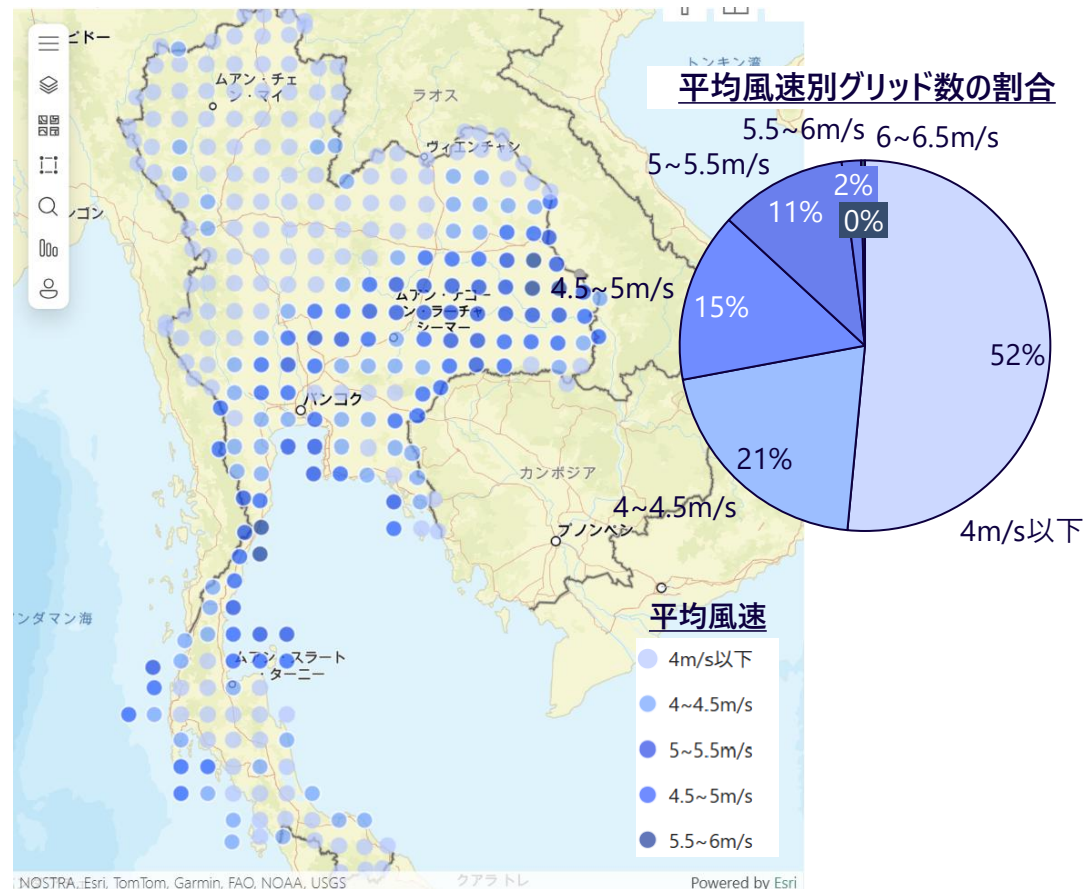 ピドー
トンキン湾
平均風速別グリッド数の割合
ムアン・チェ
ン・マイ
ラオス
5.5~6m/s
6~6.5m/s
5~5.5m/s
ヴィエンチャン
2%
11%
0%
ンゴン
4.5~5m/s
ムアン・ナコー
ン・ラーチャ
シーマー
15%
52%
バンコク
21%
カンボジア
4~4.5m/s
プノンペン
4m/s以下
ンダマン海
平均風速
ムアン・スラート
・ターニー
4m/s以下
4~4.5m/s
5~5.5m/s
4.5~5m/s
5.5~6m/s
NOSTRA, Esri, TomTom, Garmin, FAO, NOAA, USGS
クアラ トレ
Powered by Esri